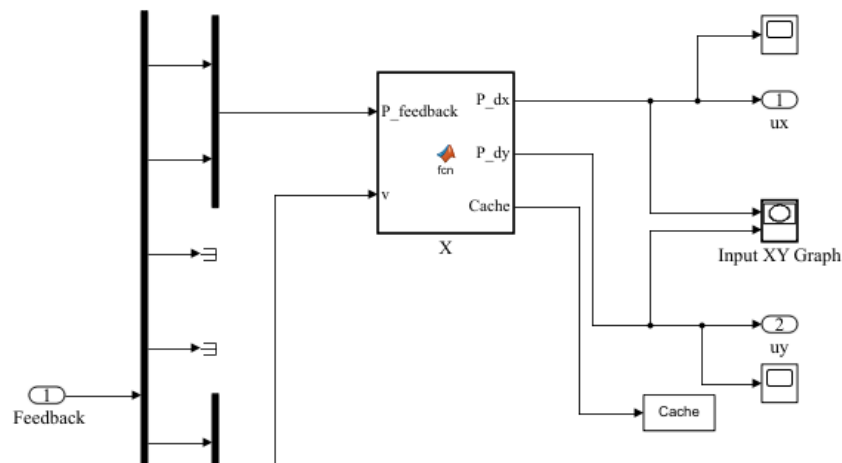 P_feedback
P_dx
1
ux
P_dy
fcn
v
Cache
X
Input XY Graph
2
uy
1
Feedback
Cache